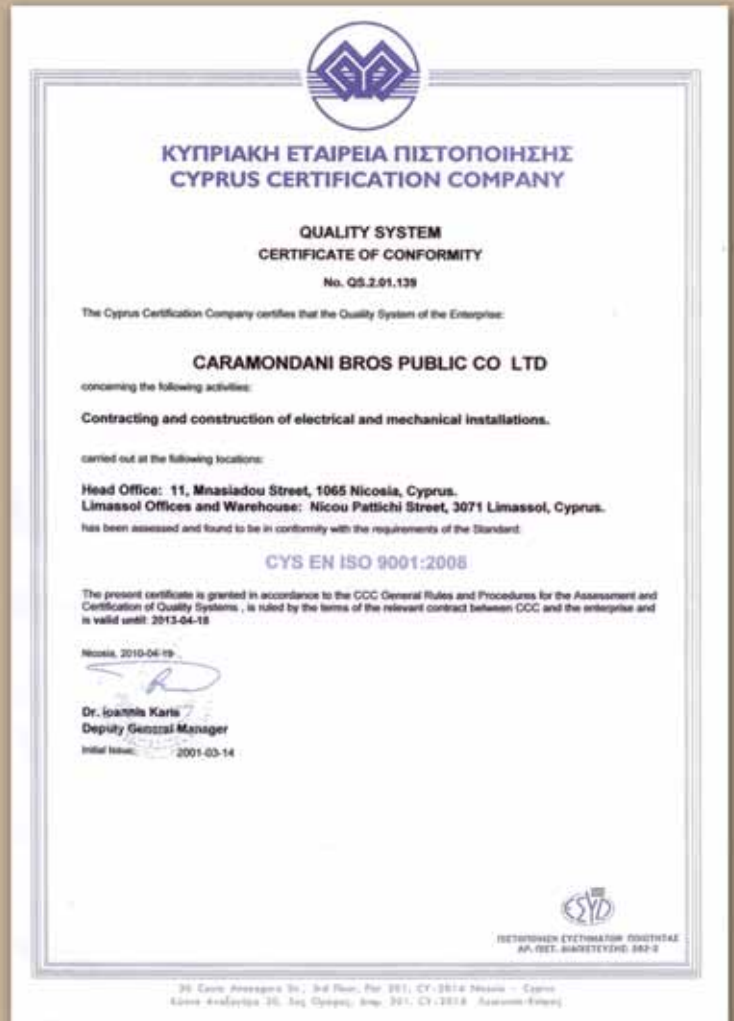 ΚΥΠΡΙΑΚΗ ΕΤΑΙΡΕΙΑ ΠΙΣΤΟΠΟΙΗΣΗΣ
CYPRUS CERTIFICATION COMPANY
QUALITY SYSTEM
CERTIFICATE OF CONFORMITY
No. QS.2.01.139
The Cyprus Certification Company certifies that the Quality System of the Enterprise:
CARAMONDANI BROS PUBLIC CO LTD
concerning the following activities:
Contracting and construction of electrical and mechanical installations.
carried out at the following locations:
Head Office: 11, Mnasiadou Street, 1065 Nicosia, Cyprus.
Limassol Offices and Warehouse: Nicou Pattichi Street, 3071 Limassol, Cyprus.
has been assessed and found to be in conformity with the requirements of the Standard:
CYS EN ISO 9001:2008
The present certificate is granted in accordance to the CCC General Rules and Procedures for the Assessment and
Certification of Quality Systems , is ruled by the terms of the relevant contract between CCC and the enterprise and
is valid until: 2013-04-18
Nicosia, 2010-04-19
Dr. Ioannis Karis
Deputy General Manager
Initial Issue: 2001-03-14
ESYD
ΠΙΣΤΟΠΟΙΗΣΗ ΣΥΣΤΗΜΑΤΩΝ ΠΟΙΟΤΗΤΑΣ
ΑΡ. ΠΙΣΤ. ΔΙΑΠΙΣΤΕΥΣΗΣ